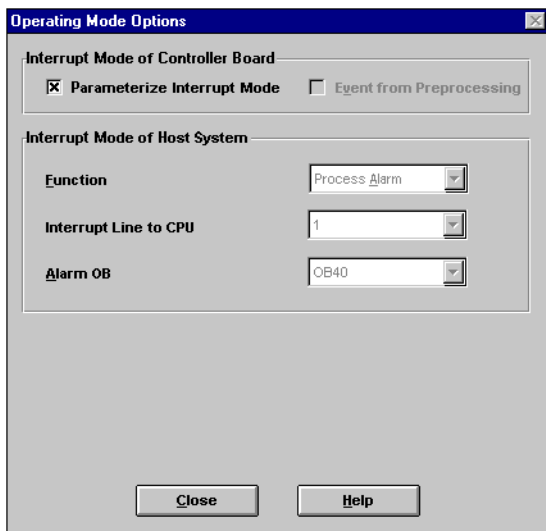 Operating Mode Options
Interrupt Mode of Controller Board
Parameterize Interrupt Mode Event from Preprocessing
Interrupt Mode of Host System
Function Process Alarm
Interrupt Line to CPU 1
Alarm OB OB40
Close Help